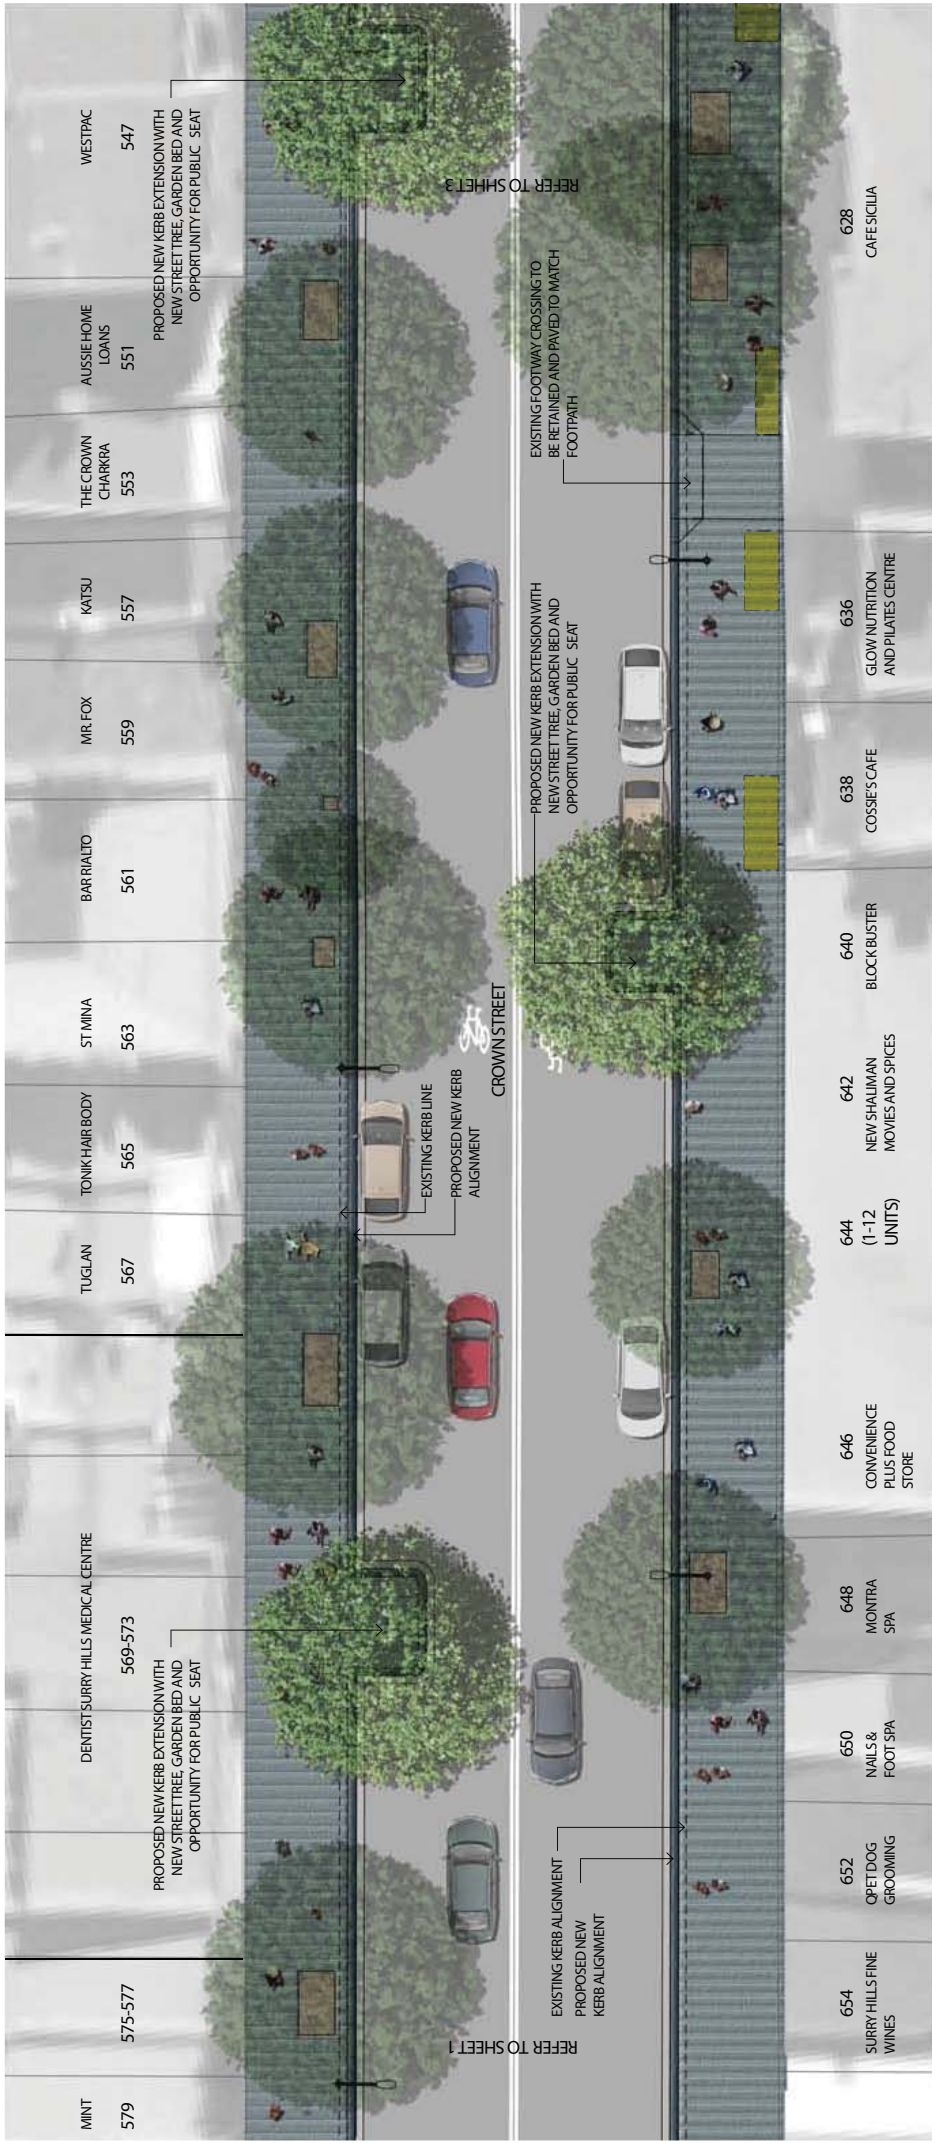 MINT
579
575-577
DENTIST SURRY HILLS MEDICAL CENTRE
569-573
TUGLAN
567
TONIK HAIR BODY
565
ST MINA
563
BAR RIALTO
561
MR. FOX
559
KATSU
557
THE CROWN
CHARKRA
553
AUSSIE HOME
LOANS
551
WESTPAC
547
PROPOSED NEW KERB EXTENSION WITH
NEW STREET TREE, GARDEN BED AND
OPPORTUNITY FOR PUBLIC SEAT
PROPOSED NEW KERB EXTENSION WITH
NEW STREET TREE, GARDEN BED AND
OPPORTUNITY FOR PUBLIC SEAT
EXISTING KERB LINE
PROPOSED NEW KERB
ALIGNMENT
REFER TO SHEET 1
CROWN STREET
REFER TO SHHET 3
EXISTING KERB ALIGNMENT
PROPOSED NEW
KERB ALIGNMENT
PROPOSED NEW KERB EXTENSION WITH
NEW STREET TREE, GARDEN BED AND
OPPORTUNITY FOR PUBLIC SEAT
EXISTING FOOTWAY CROSSING TO
BE RETAINED AND PAVED TO MATCH
FOOTPATH
654
SURRY HILLS FINE
WINES
652
QPET DOG
GROOMING
650
NAILS &
FOOT SPA
648
MONTRA
SPA
646
CONVENIENCE
PLUS FOOD
STORE
644
(1-12
UNITS)
642
NEW SHALIMAN
MOVIES AND SPICES
640
BLOCK BUSTER
638
COSSIE'S CAFE
636
GLOW NUTRITION
AND PILATES CENTRE
628
CAFE SICILIA